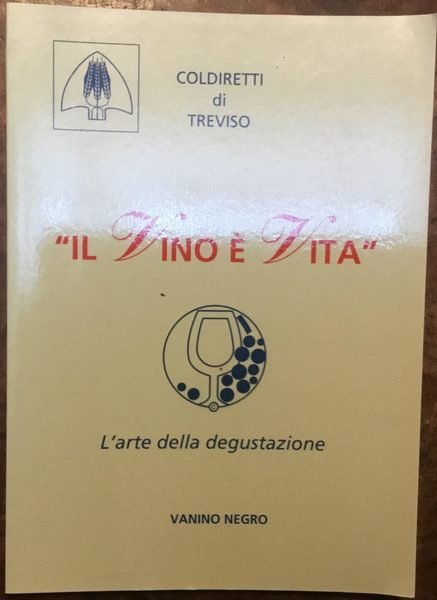 COLDIRETTI
di
TREVISO
"IL VINO È VITA"
©
L'arte della degustazione
VANINO NEGRO